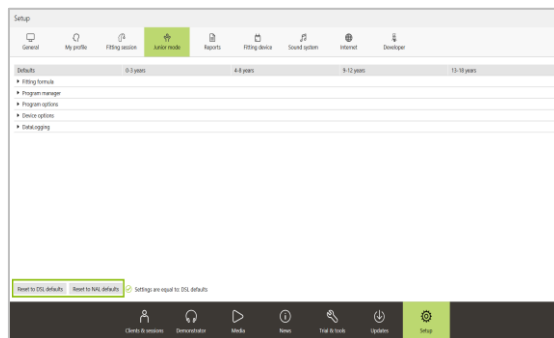 Setup
General My profile Fitting session Junior mode Reports Fitting device Sound system Internet Developer
Defaults 0-3 years 4-8 years 9-12 years 13-18 years
Fitting formula
Program manager
Program options
Device options
DataLogging
Reset to DSL defaults Reset to NAL defaults Settings are equal to DSL defaults
Clients & sessions Demonstrator Media News Trial & tools Updates Setup